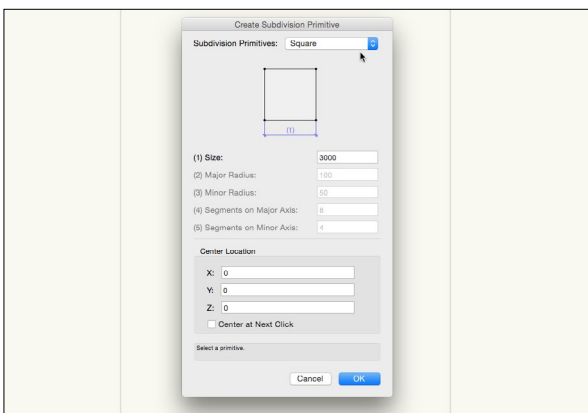 Create Subdivision Primitive
Subdivision Primitives: Square
(1)
(1) Size: 3000
(2) Major Radius: 100
(3) Minor Radius: 50
(4) Segments on Major Axis: 8
(5) Segments on Minor Axis: 4
Center Location
X: 0
Y: 0
Z: 0
Center at Next Click
Select a primitive.
Cancel OK